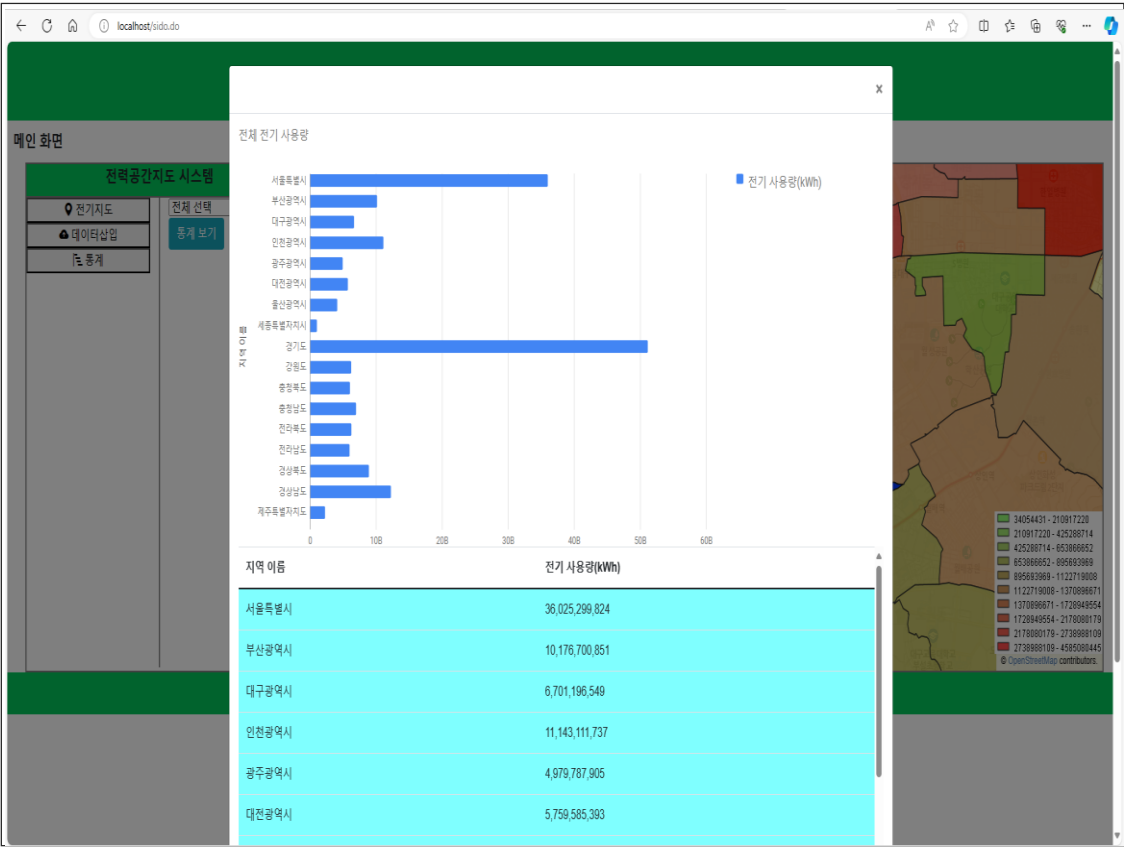 localhost/sido.do
x
메인 화면
전체 전기 사용량
전력공간지도 시스템
전기지도
데이터삽입
통계
전체 선택
통계 보기
전기 사용량(kWh)
지역 이름
서울특별시
부산광역시
대구광역시
인천광역시
광주광역시
대전광역시
울산광역시
세종특별자치시
경기도
강원도
충청북도
충청남도
전라북도
전라남도
경상북도
경상남도
제주특별자치도
0 10B 20B 30B 40B 50B 60B
지역 이름 전기 사용량(kWh)
서울특별시 36,025,299,824
부산광역시 10,176,700,851
대구광역시 6,701,196,549
인천광역시 11,143,111,737
광주광역시 4,979,787,905
대전광역시 5,759,585,393
34054431 - 210917220
210917220 - 425288714
425288714 - 653866652
653866652 - 895693969
895693969 - 1122719008
1122719008 - 1370896671
1370896671 - 1728949554
1728949554 - 2178080179
2178080179 - 2738988109
2738988109 - 4585080445
© OpenStreetMap contributors.